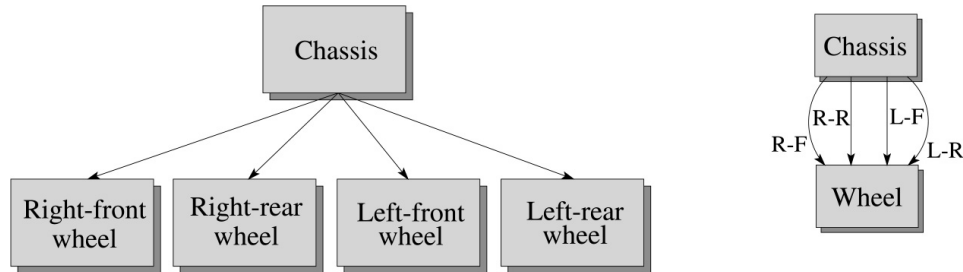 Chassis
Right-front
wheel
Right-rear
wheel
Left-front
wheel
Left-rear
wheel
Chassis
R-F
R-R
L-F
L-R
Wheel